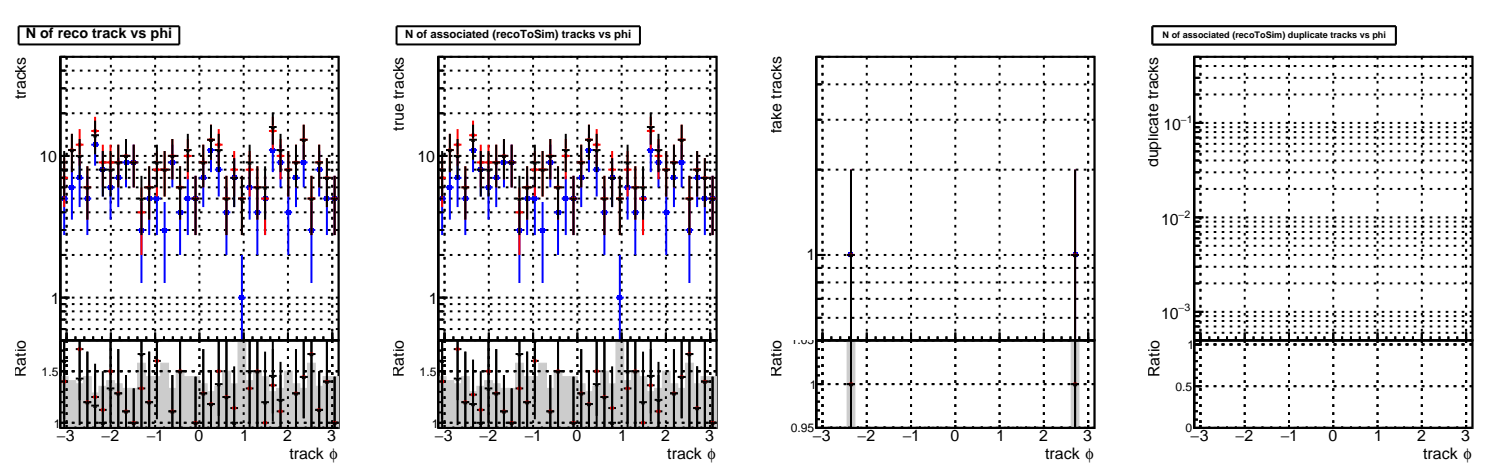 N of reco track vs phi
tracks
10
1
Ratio
1.5
1
−3 −2 −1 0 1 2 3
track ϕ
N of associated (recoToSim) tracks vs phi
true tracks
10
1
Ratio
1.5
1
−3 −2 −1 0 1 2 3
track ϕ
fake tracks
1
Ratio
1.05
1
0.95
−3 −2 −1 0 1 2 3
track ϕ
N of associated (recoToSim) duplicate tracks vs phi
duplicate tracks
10⁻¹
10⁻²
10⁻³
Ratio
1
0.5
0
−3 −2 −1 0 1 2 3
track ϕ